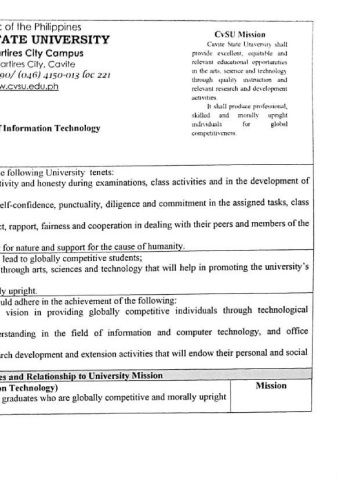 c of the Philippines
TATE UNIVERSITY
artires City Campus
artires City, Cavite
90/ (046) 4150-013 loc 221
w.cvsu.edu.ph
f Information Technology
CvSU Mission
Cavite State University shall
provide excellent, equitable and
relevant educational opportunities
in the arts, science and technology
through quality instruction and
relevant research and development
activities.
It shall produce professional,
skilled and morally upright
individuals for global
competitiveness.
e following University tenets:
tivity and honesty during examinations, class activities and in the development of
elf-confidence, punctuality, diligence and commitment in the assigned tasks, class
ct, rapport, fairness and cooperation in dealing with their peers and members of the
t for nature and support for the cause of humanity.
lead to globally competitive students;
through arts, sciences and technology that will help in promoting the university's
ly upright.
uld adhere in the achievement of the following:
vision in providing globally competitive individuals through technological
erstanding in the field of information and computer technology, and office
rch development and extension activities that will endow their personal and social
es and Relationship to University Mission
on Technology)
Mission
graduates who are globally competitive and morally upright